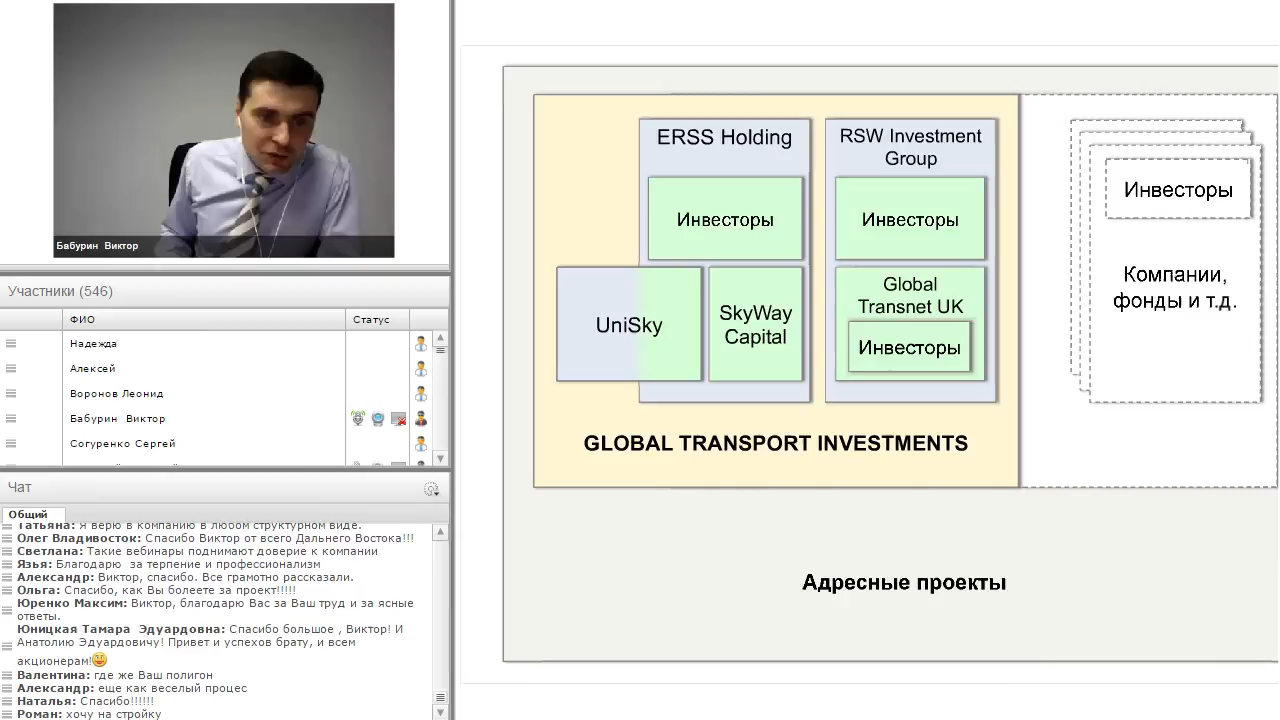 Бабурин  Виктор
Участники (546)
ФИО
Статус
Надежда
Алексей
Воронов Леонид
Бабурин  Виктор
Согуренко Сергей
Чат
Общий
Татьяна: Я верю в компанию в любом структурном виде.
Олег Владивосток: Спасибо Виктор от всего Дальнего Востока!!!
Светлана: Такие вебинары поднимают доверие к компании
Язья: Благодарю  за терпение и профессионализм
Александр: Виктор, спасибо. Все грамотно рассказали.
Ольга: Спасибо, как Вы болеете за проект!!!!!
Юренко Максим: Виктор, благодарю Вас за Ваш труд и за ясные
ответы.
Юницкая Тамара  Эдуардовна: Спасибо большое , Виктор! И
Анатолию Эдуардовичу! Привет и успехов брату, и всем
акционерам!
Валентина: где же Ваш полигон
Александр: еще как веселый процес
Наталья: Спасибо!!!!!!
Роман: хочу на стройку
ERSS Holding
Инвесторы
UniSky
SkyWay
Capital
RSW Investment
Group
Инвесторы
Global
Transnet UK
Инвесторы
GLOBAL TRANSPORT INVESTMENTS
Инвесторы
Компании,
фонды и т.д.
Адресные проекты